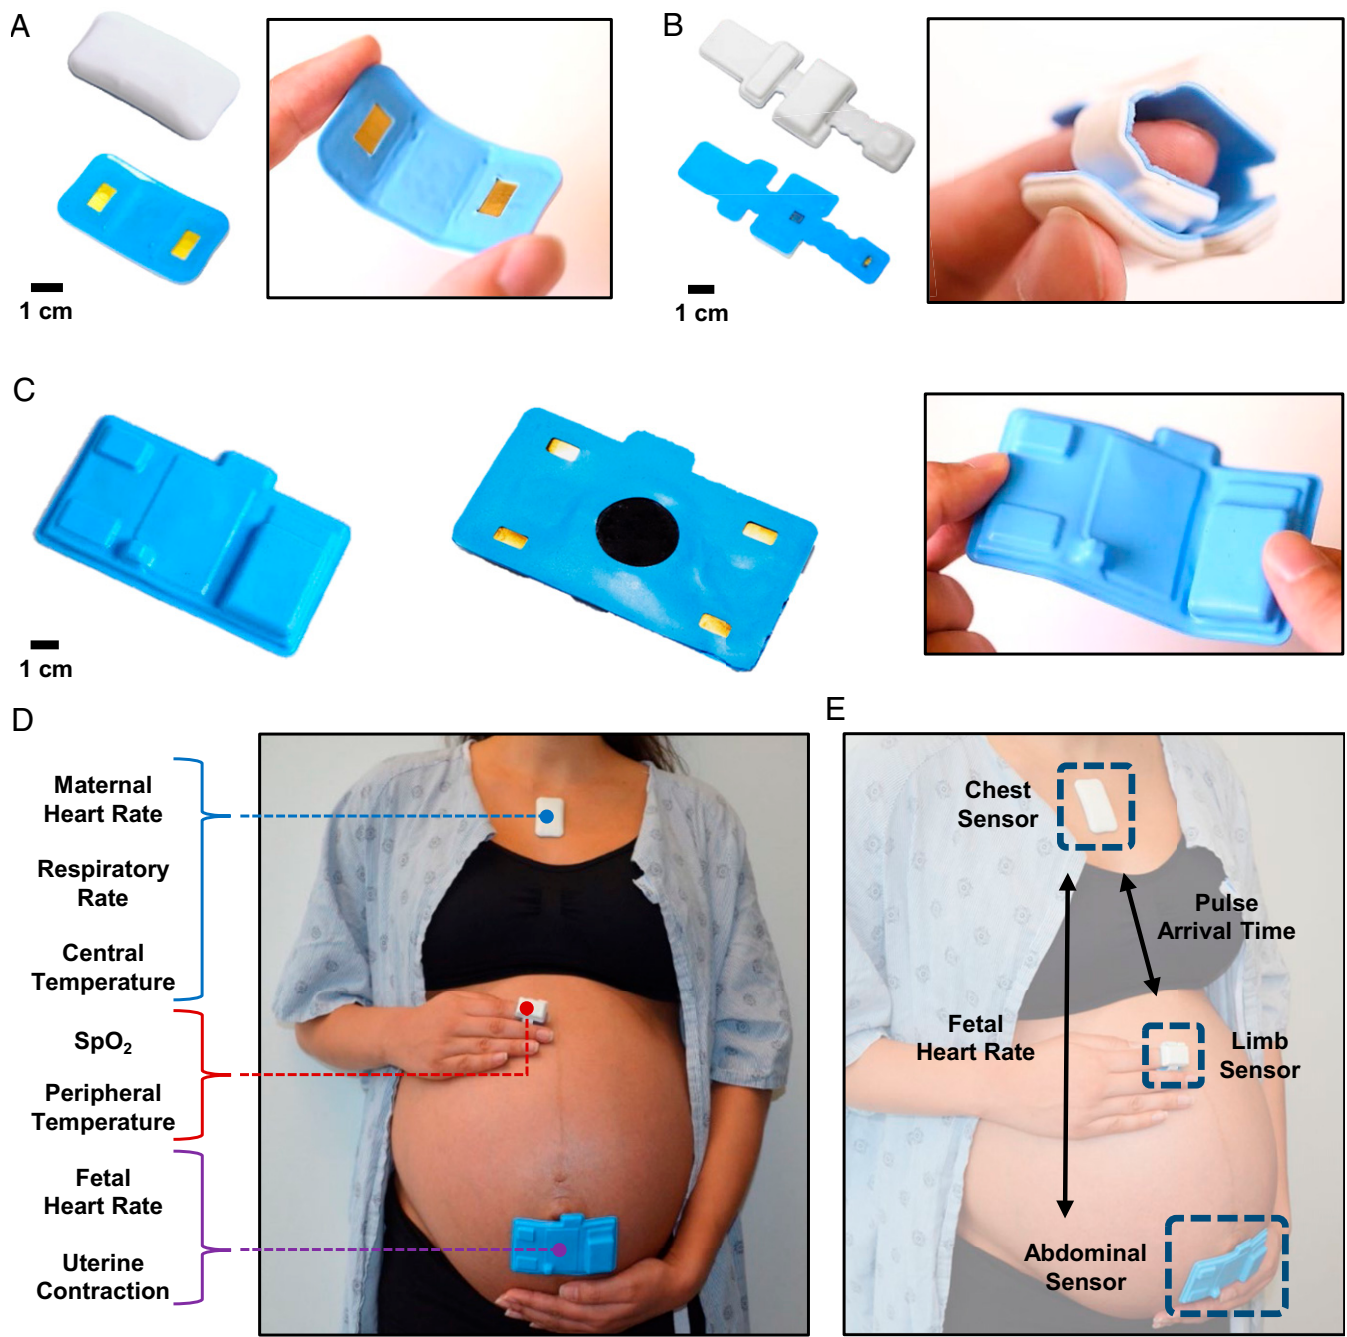 A
B
1 cm
1 cm
C
1 cm
D
E
Maternal
Heart Rate
Respiratory
Rate
Central
Temperature
SpO₂
Peripheral
Temperature
Fetal
Heart Rate
Uterine
Contraction
Chest
Sensor
Pulse
Arrival Time
Fetal
Heart Rate
Limb
Sensor
Abdominal
Sensor